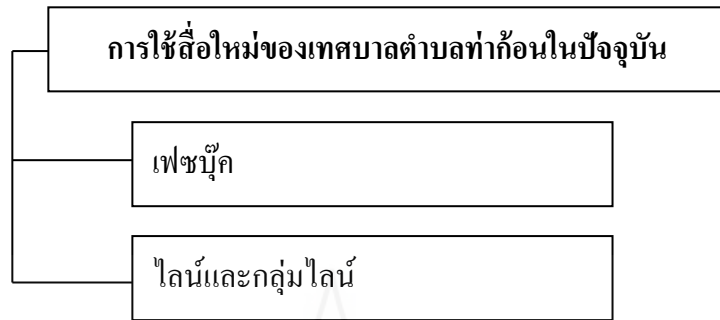 การใช้สื่อใหม่ของเทศบาลตำบลท่าก้อนในปัจจุบัน
เฟซบุ๊ค
ไลน์และกลุ่มไลน์